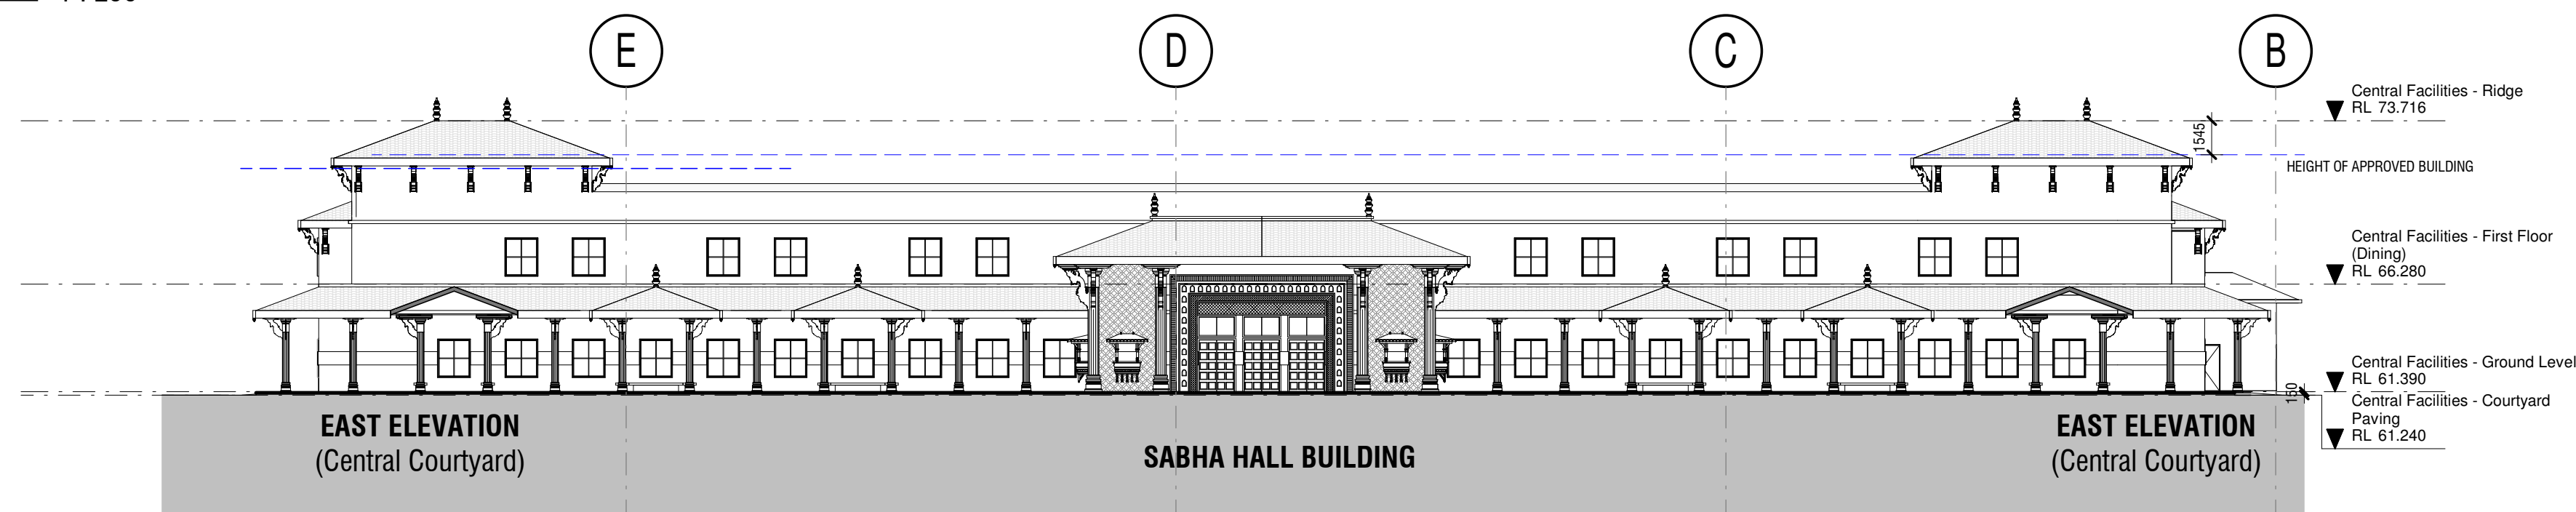 E
D
C
B
Central Facilities - Ridge
RL 73.716
1545
HEIGHT OF APPROVED BUILDING
Central Facilities - First Floor
(Dining)
RL 66.280
Central Facilities - Ground Level
RL 61.390
150
Central Facilities - Courtyard
Paving
RL 61.240
EAST ELEVATION
(Central Courtyard)
SABHA HALL BUILDING
EAST ELEVATION
(Central Courtyard)